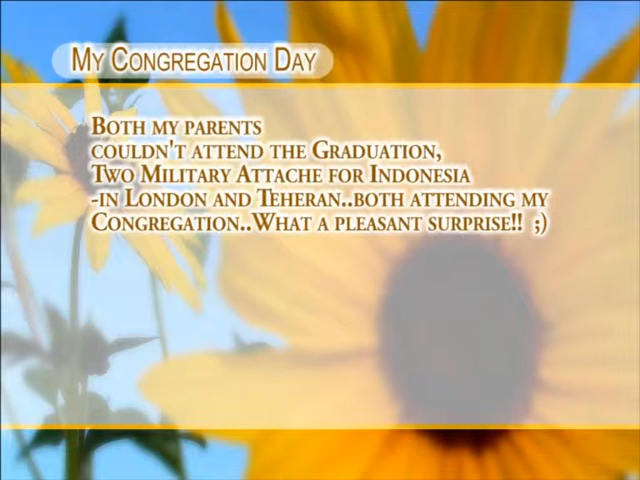 My Congregation Day
Both my parents
couldn't attend the Graduation,
Two Military Attache for Indonesia
-in London and Teheran..both attending my
Congregation..What a pleasant surprise!! ;)